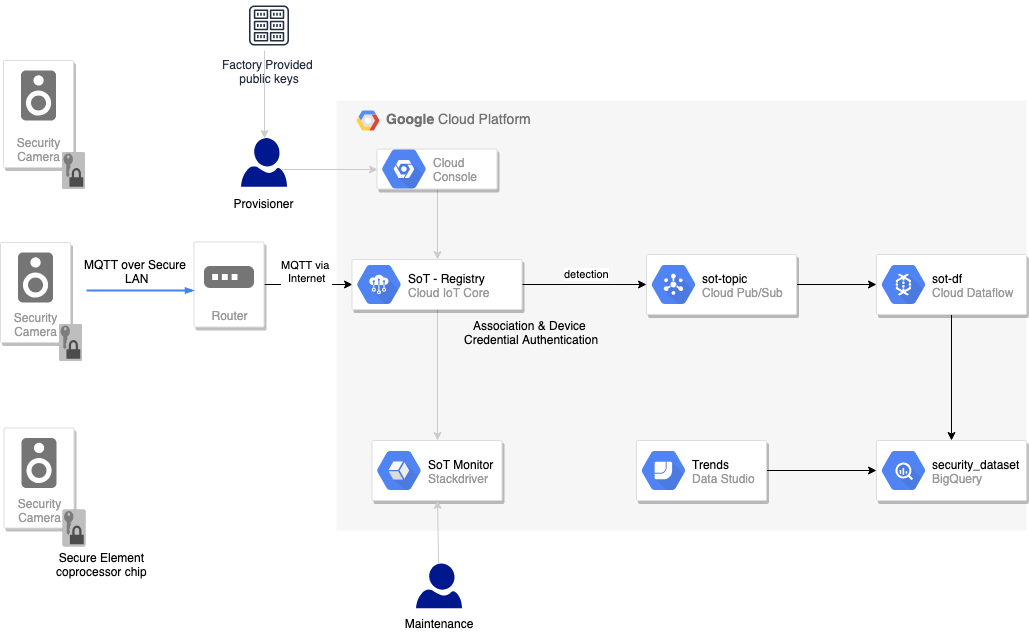 Factory Provided
public keys
Google Cloud Platform
Security
Camera
Cloud
Console
Provisioner
MQTT over Secure
LAN
MQTT via
Internet
Security
Camera
Router
SoT - Registry
Cloud IoT Core
detection
sot-topic
Cloud Pub/Sub
sot-df
Cloud Dataflow
Association & Device
Credential Authentication
Security
Camera
SoT Monitor
Stackdriver
Trends
Data Studio
security_dataset
BigQuery
Secure Element
coprocessor chip
Maintenance